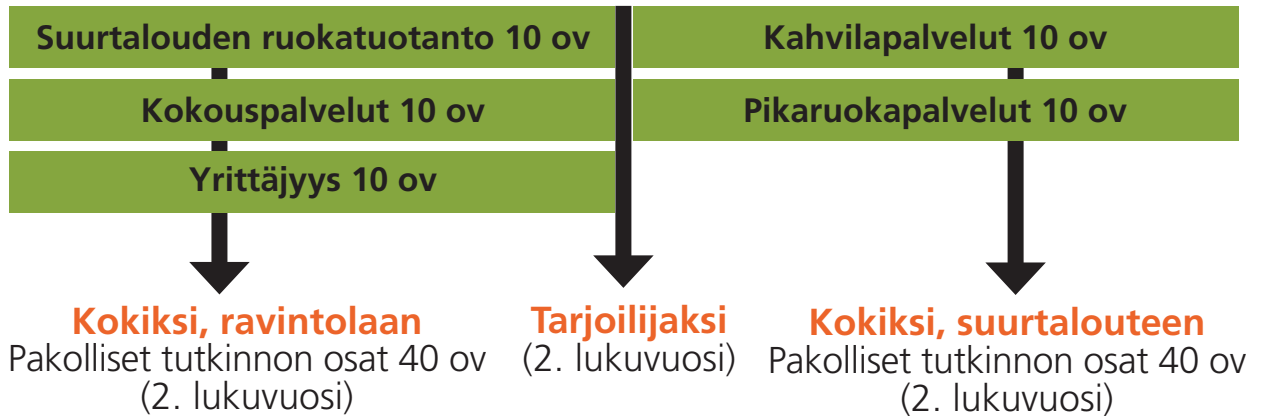 Suurtalouden ruokatuotanto 10 ov
Kokouspalvelut 10 ov
Yrittäjyys 10 ov
Kahvilapalvelut 10 ov
Pikaruokapalvelut 10 ov
Kokiksi, ravintolaan
Pakolliset tutkinnon osat 40 ov
(2. lukuvuosi)
Tarjoilijaksi
(2. lukuvuosi)
Kokiksi, suurtalouteen
Pakolliset tutkinnon osat 40 ov
(2. lukuvuosi)